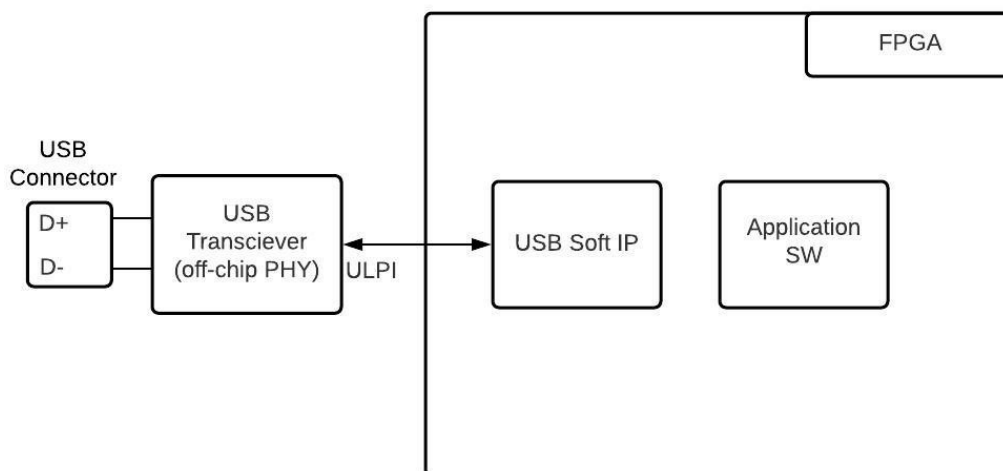 FPGA
USB
Connector
D+
D-
USB
Transciever
(off-chip PHY)
ULPI
USB Soft IP
Application
SW